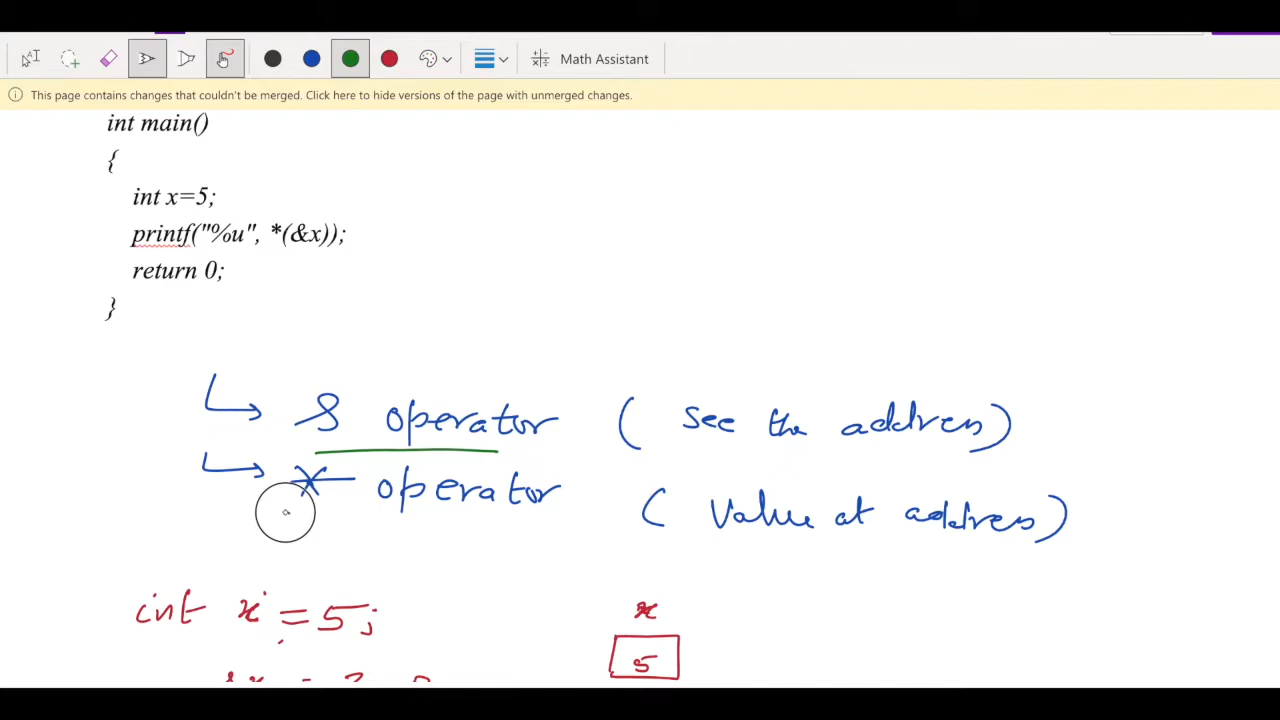 Math Assistant
This page contains changes that couldn't be merged. Click here to hide versions of the page with unmerged changes.
int main()
{
int x=5;
printf("%u", *(&x));
return 0;
}
& operator ( see the address)
* operator ( Value at address)
int x = 5;
x
5